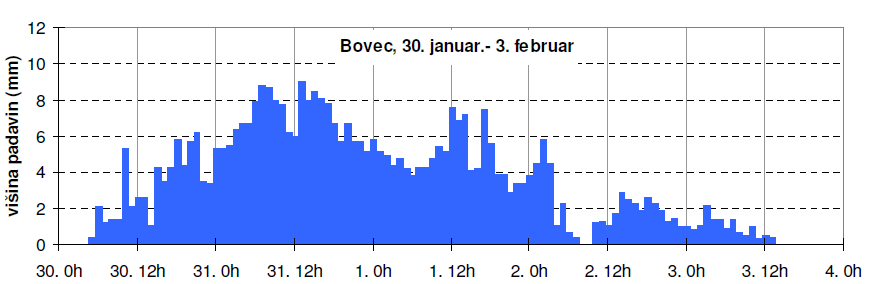 Bovec, 30. januar.- 3. februar
višina padavin (mm)
12
10
8
6
4
2
0
30. 0h 30. 12h 31. 0h 31. 12h 1. 0h 1. 12h 2. 0h 2. 12h 3. 0h 3. 12h 4. 0h